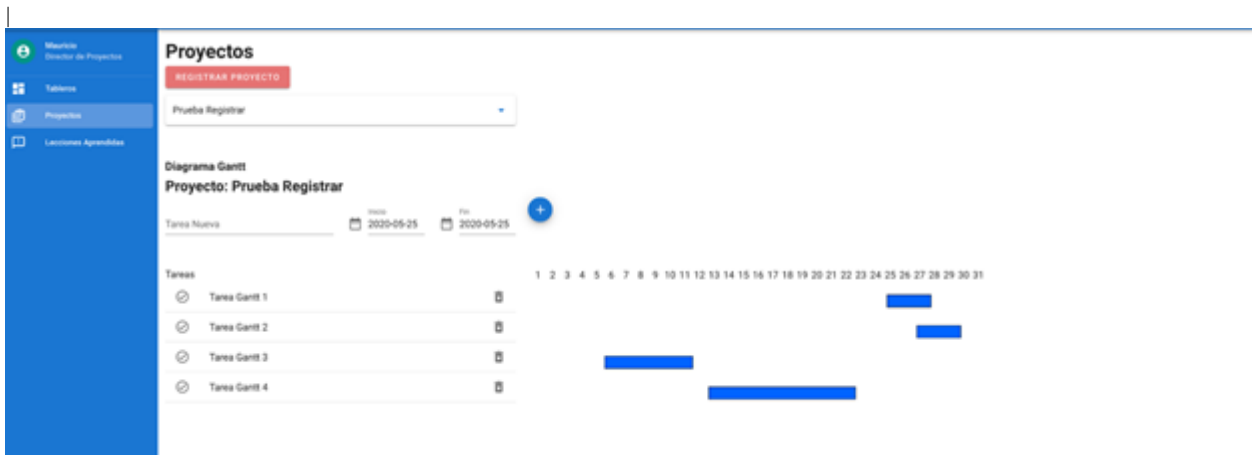 Mauricio
Director de Proyectos
Tableros
Proyectos
Lecciones Aprendidas
Proyectos
REGISTRAR PROYECTO
Prueba Registrar
Diagrama Gantt
Proyecto: Prueba Registrar
Tarea Nueva
Inicio
2020-05-25
Fin
2020-05-25
+
Tareas
1 2 3 4 5 6 7 8 9 10 11 12 13 14 15 16 17 18 19 20 21 22 23 24 25 26 27 28 29 30 31
Tarea Gantt 1
Tarea Gantt 2
Tarea Gantt 3
Tarea Gantt 4